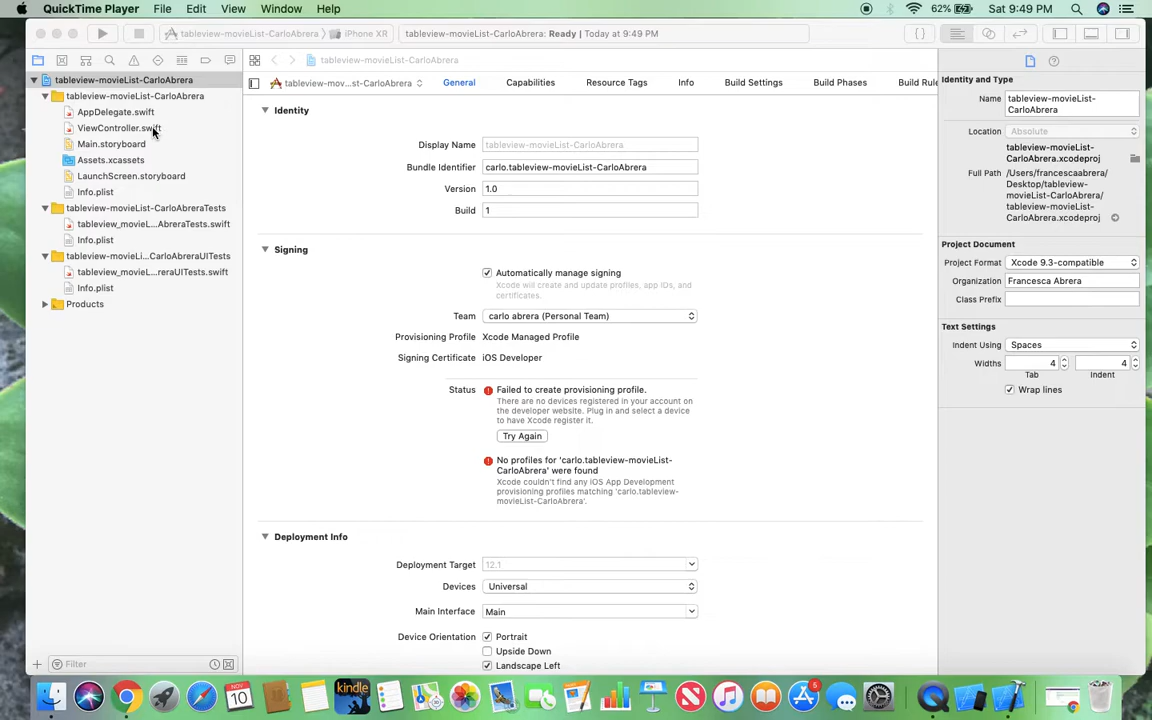 QuickTime Player File Edit View Window Help 62% Sat 9:49 PM
tableview-movieList-CarloAbrera iPhone XR tableview-movieList-CarloAbrera: Ready | Today at 9:49 PM
tableview-movieList-CarloAbrera
tableview-mov...st-CarloAbrera General Capabilities Resource Tags Info Build Settings Build Phases Build Rule
tableview-movieList-CarloAbrera
tableview-movieList-CarloAbrera
AppDelegate.swift
ViewController.swift
Main.storyboard
Assets.xcassets
LaunchScreen.storyboard
Info.plist
tableview-movieList-CarloAbreraTests
tableview_movieL...AbreraTests.swift
Info.plist
tableview-movieLi...CarloAbreraUITests
tableview_movieL...reraUITests.swift
Info.plist
Products
Filter
Identity
Display Name tableview-movieList-CarloAbrera
Bundle Identifier carlo.tableview-movieList-CarloAbrera
Version 1.0
Build 1
Signing
Automatically manage signing
Xcode will create and update profiles, app IDs, and
certificates.
Team carlo abrera (Personal Team)
Provisioning Profile Xcode Managed Profile
Signing Certificate iOS Developer
Status Failed to create provisioning profile.
There are no devices registered in your account on
the developer website. Plug in and select a device
to have Xcode register it.
Try Again
No profiles for 'carlo.tableview-movieList-
CarloAbrera' were found
Xcode couldn't find any iOS App Development
provisioning profiles matching 'carlo.tableview-
movieList-CarloAbrera'.
Deployment Info
Deployment Target 12.1
Devices Universal
Main Interface Main
Device Orientation Portrait
Upside Down
Landscape Left
Identity and Type
Name tableview-movieList-
CarloAbrera
Location Absolute
tableview-movieList-
CarloAbrera.xcodeproj
Full Path /Users/francescaabrera/
Desktop/tableview-
movieList-CarloAbrera/
tableview-movieList-
CarloAbrera.xcodeproj
Project Document
Project Format Xcode 9.3-compatible
Organization Francesca Abrera
Class Prefix
Text Settings
Indent Using Spaces
Widths 4 4
Tab Indent
Wrap lines
NOV
10
kindle
5